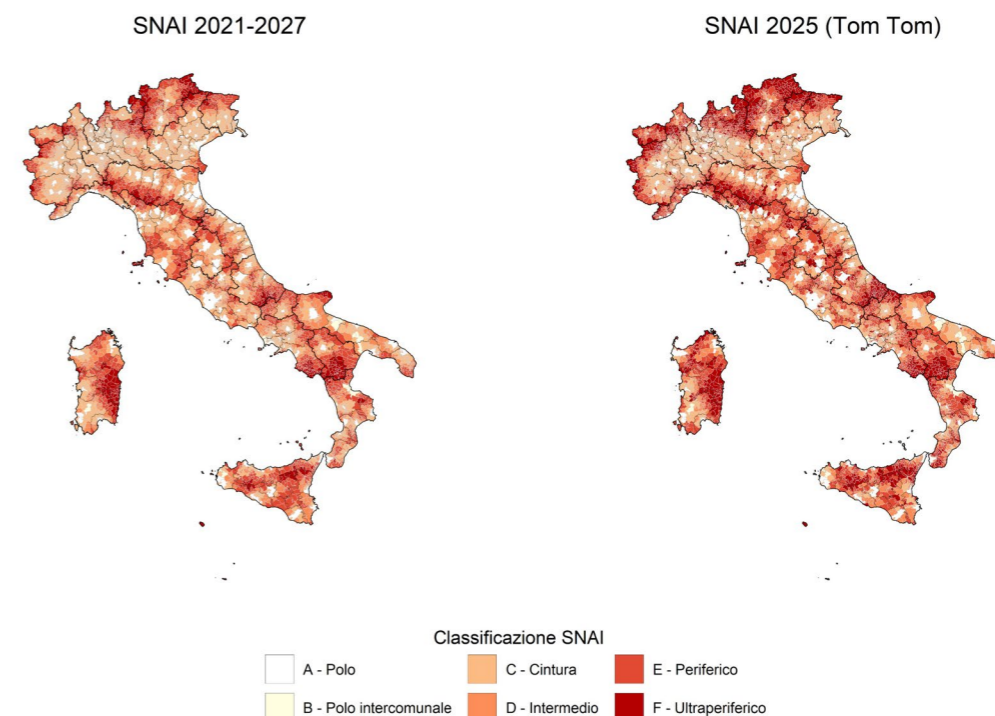 SNAI 2021-2027
SNAI 2025 (Tom Tom)
Classificazione SNAI
A - Polo
C - Cintura
E - Periferico
B - Polo intercomunale
D - Intermedio
F - Ultraperiferico